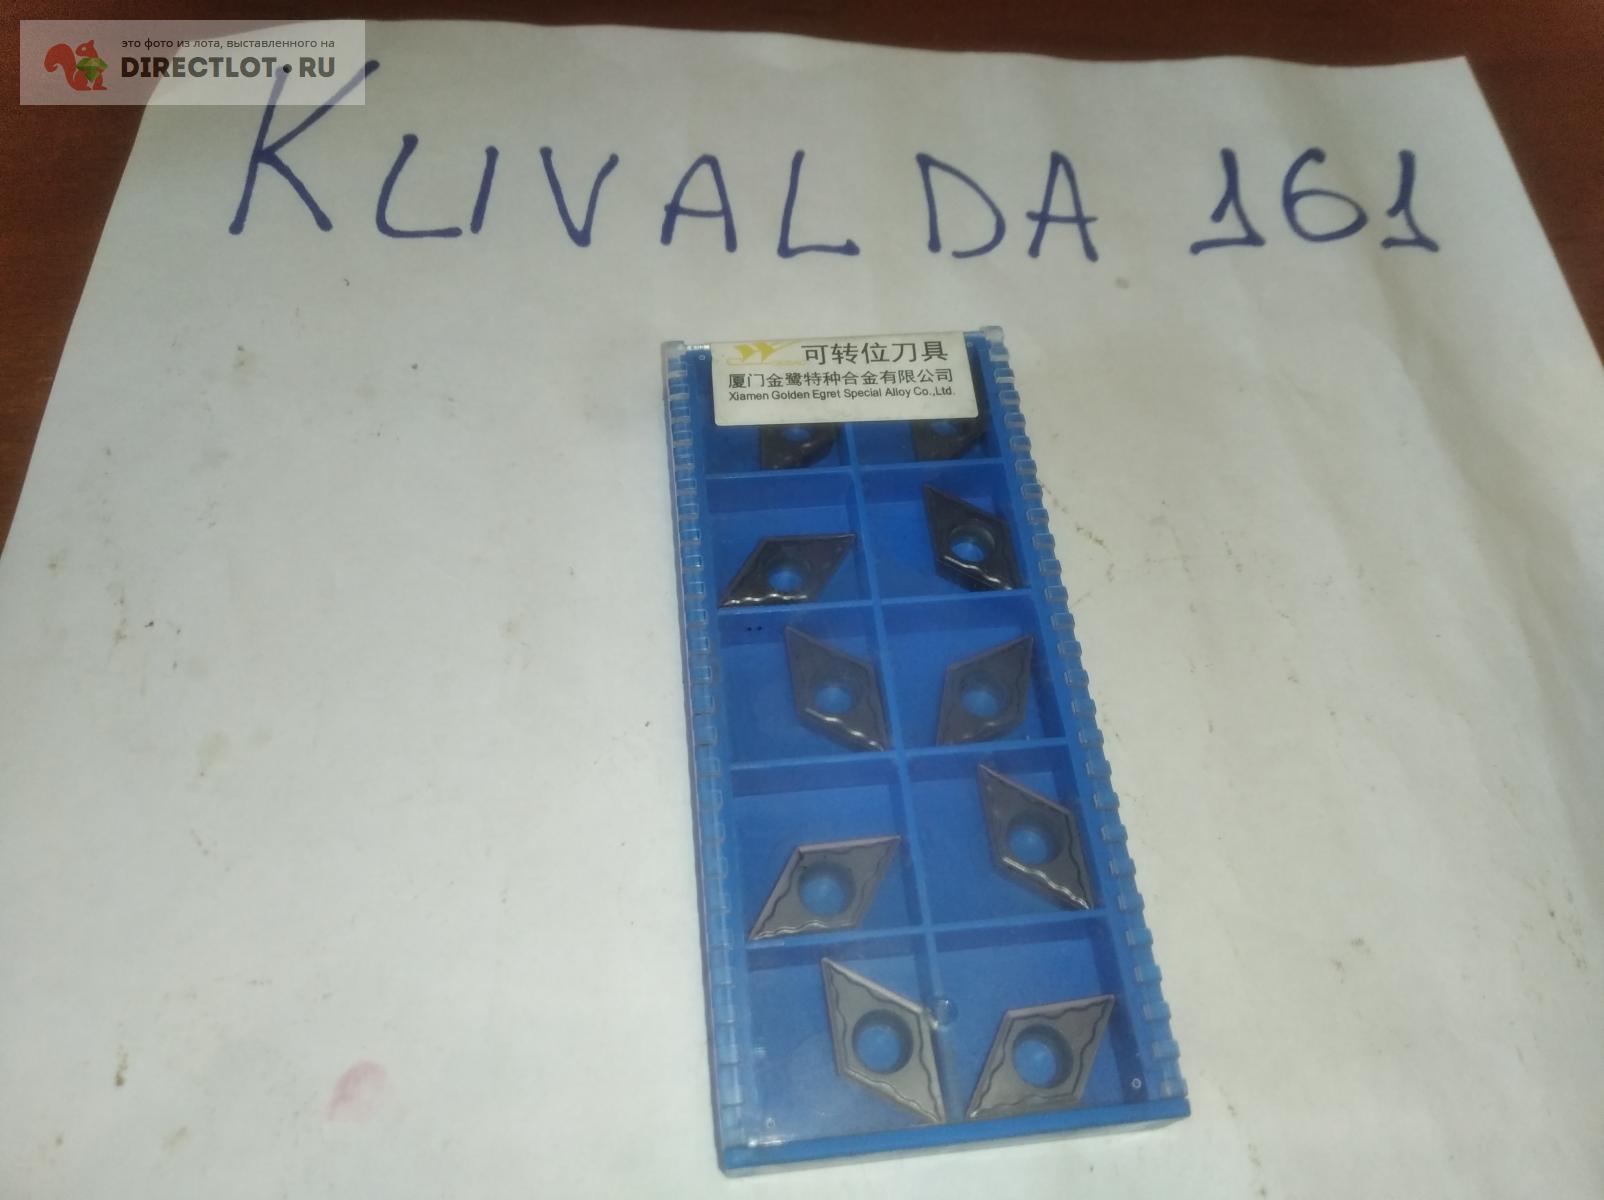 это фото из лота, выставленного на
DIRECTLOT.RU
KLIVALDA 161
可转位刀具
厦门金鹭特种合金有限公司
Xiamen Golden Egret Special Alloy Co.,Ltd.